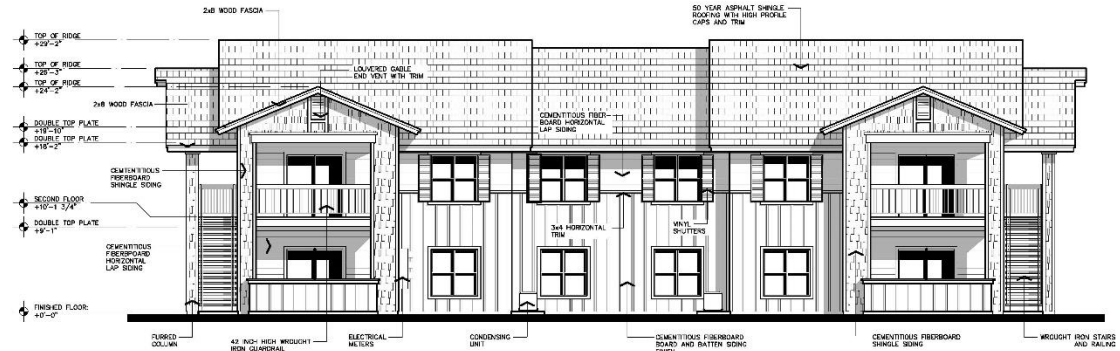 2x8 WOOD FASCIA
50 YEAR ASPHALT SHINGLE
ROOFING WITH HIGH PROFILE
CAPS AND TRIM
TOP OF RIDGE
+29'-2"
TOP OF RIDGE
+25'-3"
TOP OF RIDGE
+24'-2"
LOUVERED GABLE
END VENT WITH TRIM
2x8 WOOD FASCIA
CEMENTITIOUS FIBER-
BOARD HORIZONTAL
LAP SIDING
DOUBLE TOP PLATE
+19'-10"
DOUBLE TOP PLATE
+18'-2"
CEMTENTITIOUS
FIBERBOARD
SHINGLE SIDING
SECOND FLOOR
+10'-1 3/4"
DOUBLE TOP PLATE
+9'-1"
3x4 HORIZONTAL
TRIM
VINYL
SHUTTERS
CEMENTITIOUS
FIBERBOARD
HORIZONTAL
LAP SIDING
FINISHED FLOOR:
+0'-0"
FURRED
COLUMN
42 INCH HIGH WROUGHT
IRON GUARDRAIL
ELECTRICAL
METERS
CONDENSING
UNIT
CEMENTITIOUS FIBERBOARD
BOARD AND BATTEN SIDING
FINISH
CEMENTITIOUS FIBERBOARD
SHINGLE SIDING
WROUGHT IRON STAIRS
AND RAILING